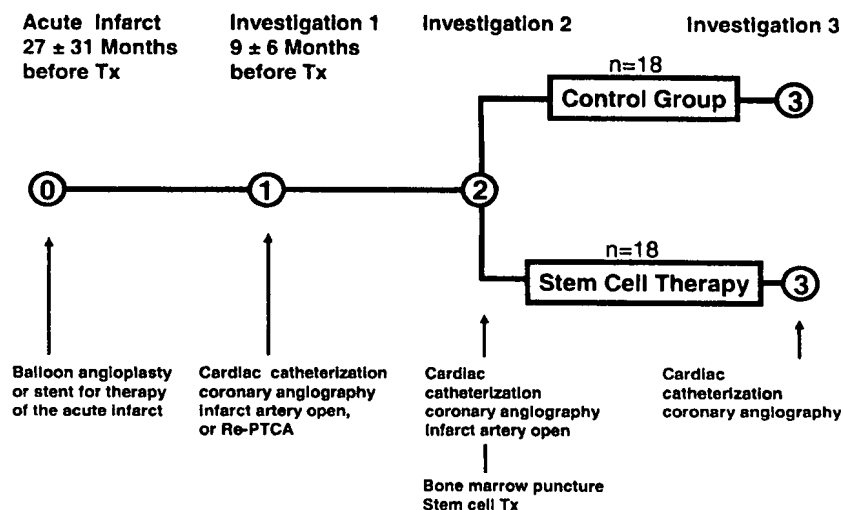 Acute Infarct
27 ± 31 Months
before Tx
Investigation 1
9 ± 6 Months
before Tx
Investigation 2
Investigation 3
n=18
Control Group
3
0
1
2
n=18
Stem Cell Therapy
3
Balloon angioplasty
or stent for therapy
of the acute infarct
Cardiac catheterization
coronary angiography
infarct artery open,
or Re-PTCA
Cardiac
catheterization
coronary angiography
infarct artery open
Bone marrow puncture
Stem cell Tx
Cardiac
catheterization
coronary angiography